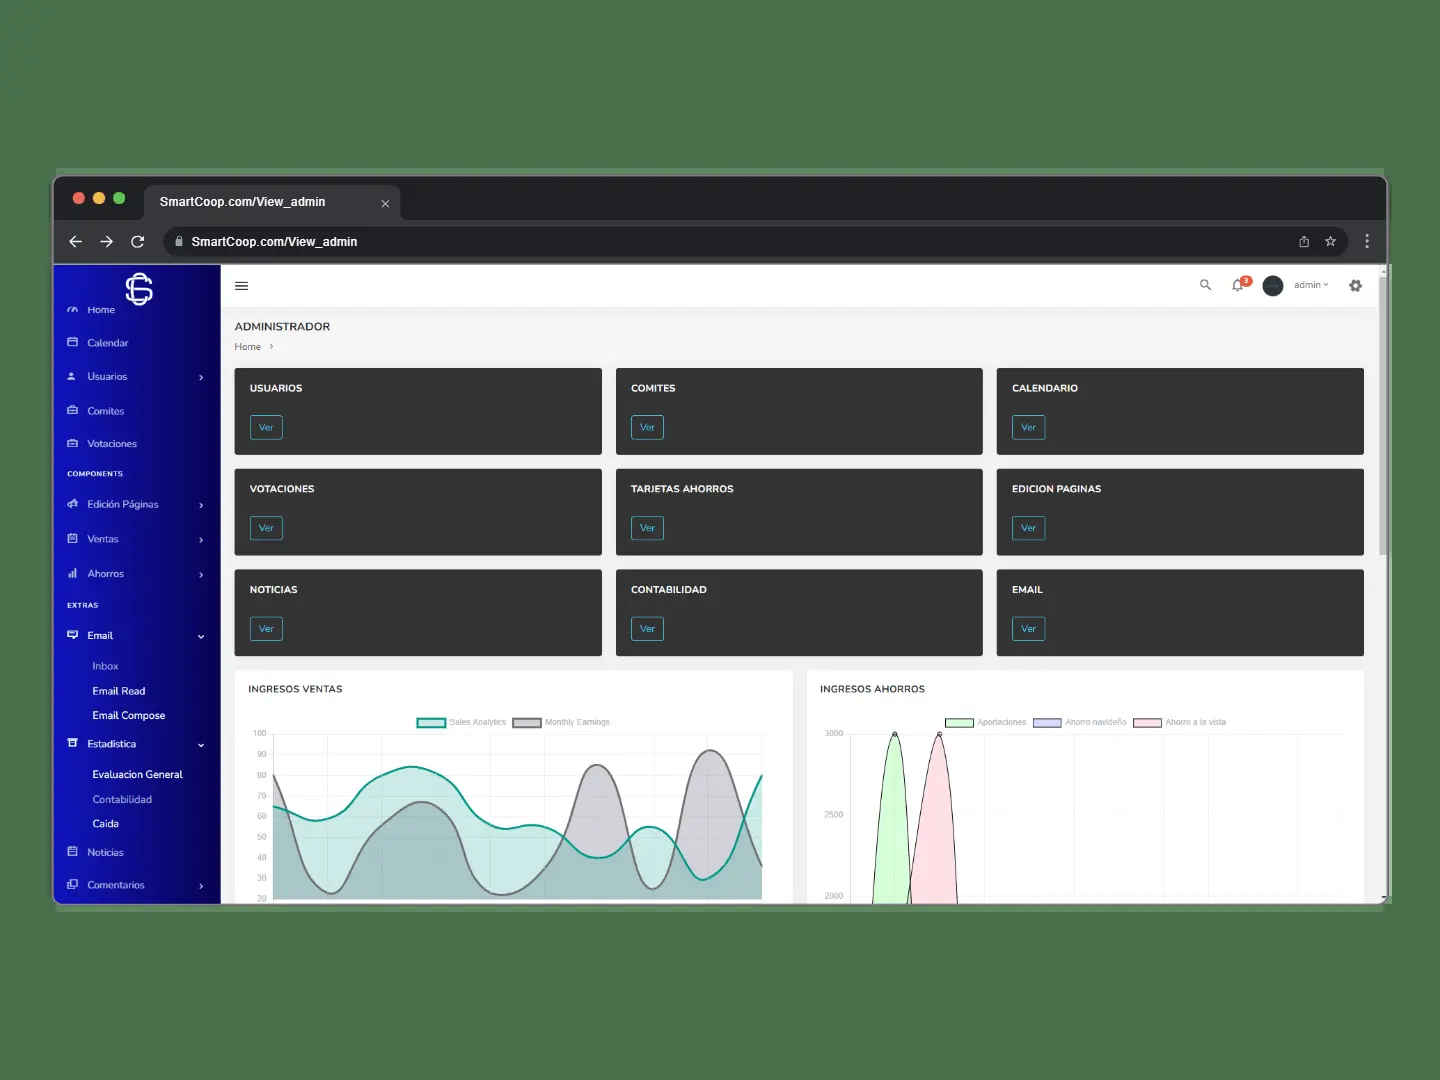 SmartCoop.com/View_admin
SmartCoop.com/View_admin
Home
Calendar
Usuarios
Comites
Votaciones
COMPONENTS
Edición Páginas
Ventas
Ahorros
EXTRAS
Email
Inbox
Email Read
Email Compose
Estadistica
Evaluacion General
Contabilidad
Caida
Noticias
Comentarios
3
admin
ADMINISTRADOR
Home
USUARIOS
Ver
COMITES
Ver
CALENDARIO
Ver
VOTACIONES
Ver
TARJETAS AHORROS
Ver
EDICION PAGINAS
Ver
NOTICIAS
Ver
CONTABILIDAD
Ver
EMAIL
Ver
INGRESOS VENTAS
Sales Analytics Monthly Earnings
100
90
80
70
60
50
40
30
20
INGRESOS AHORROS
Aportaciones Ahorro navideño Ahorro a la vista
3000
2500
2000